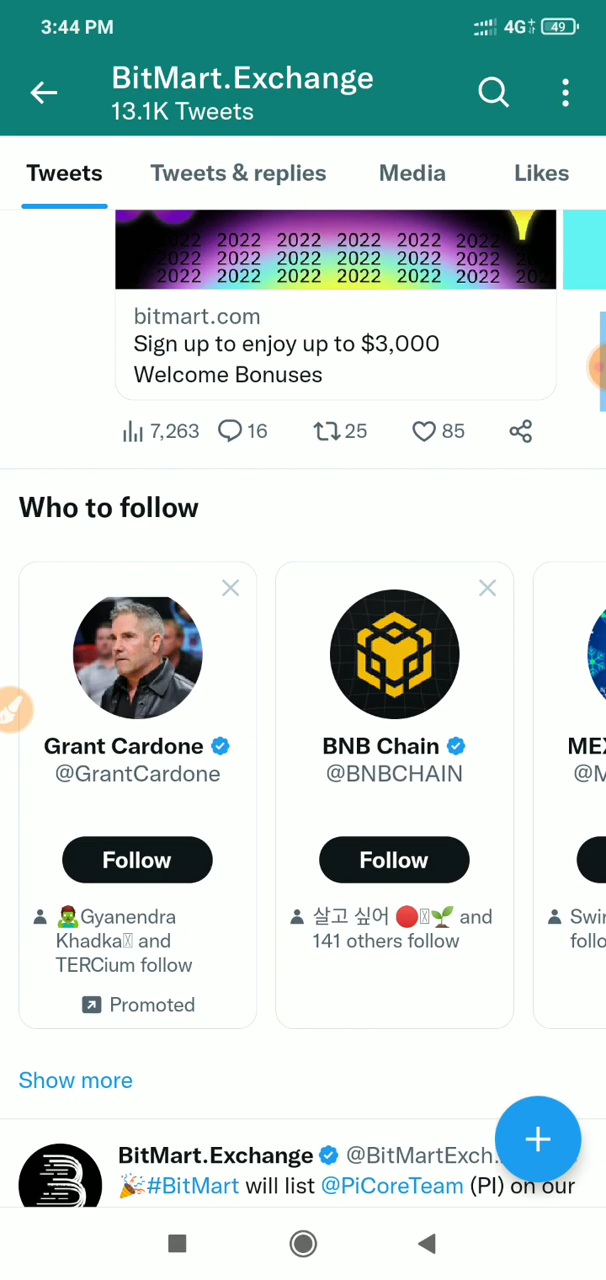 3:44 PM
4G
49
BitMart.Exchange
13.1K Tweets
Tweets
Tweets & replies
Media
Likes
2022 2022 2022 2022 2022
2022 2022 2022 2022 2022
2022 2022 2022 2022 2022
bitmart.com
Sign up to enjoy up to $3,000
Welcome Bonuses
7,263
16
25
85
Who to follow
Grant Cardone
@GrantCardone
Follow
🧟‍♂️Gyanendra
Khadka and
TERCium follow
Promoted
BNB Chain
@BNBCHAIN
Follow
살고 싶어 🔴🌱 and
141 others follow
Show more
BitMart.Exchange @BitMartExch.
🎉#BitMart will list @PiCoreTeam (PI) on our